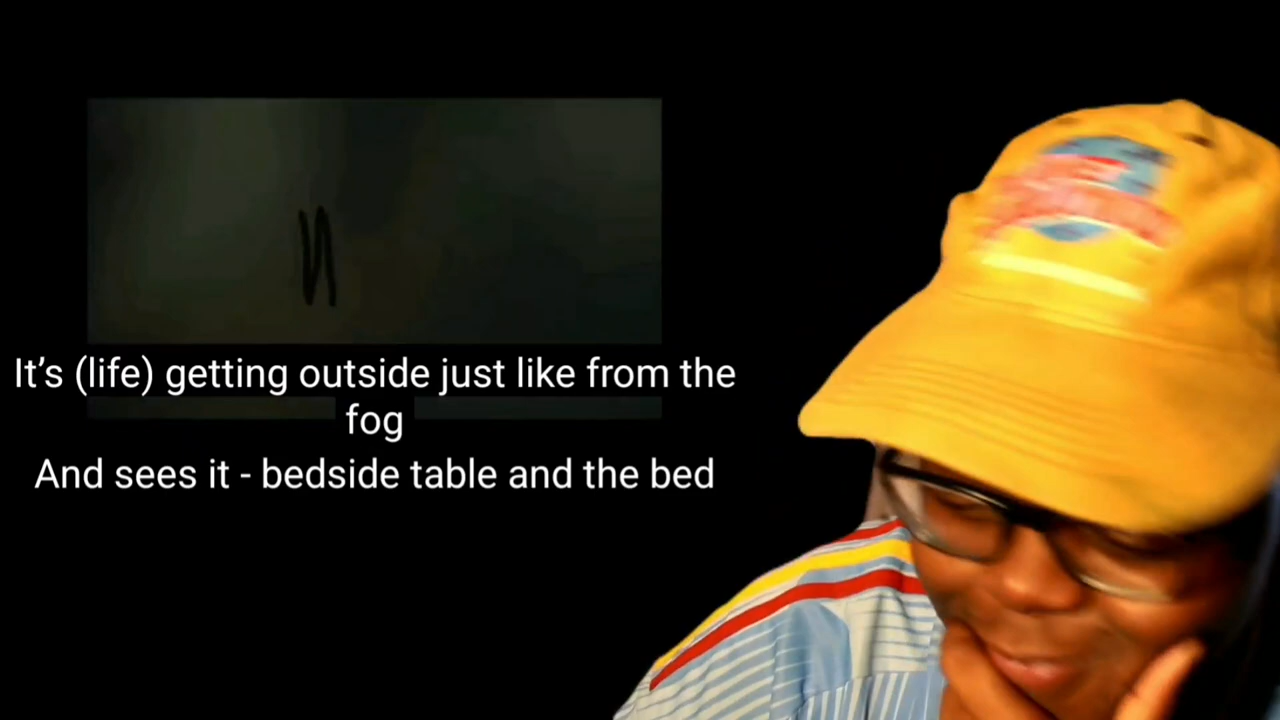 и
It's (life) getting outside just like from the
fog
And sees it - bedside table and the bed